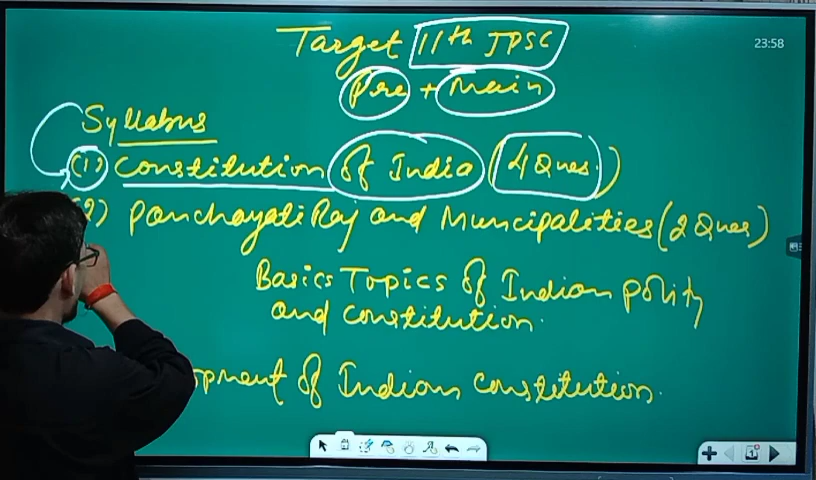 Target 11th JPSC
23:58
Pre + Main
Syllabus
(1) Constitution of India (4 Ques.)
(2) Panchayati Raj and Muncipalities (2 Ques)
Basics Topics of Indian polity
and constitution.
of Indian constitution.
1